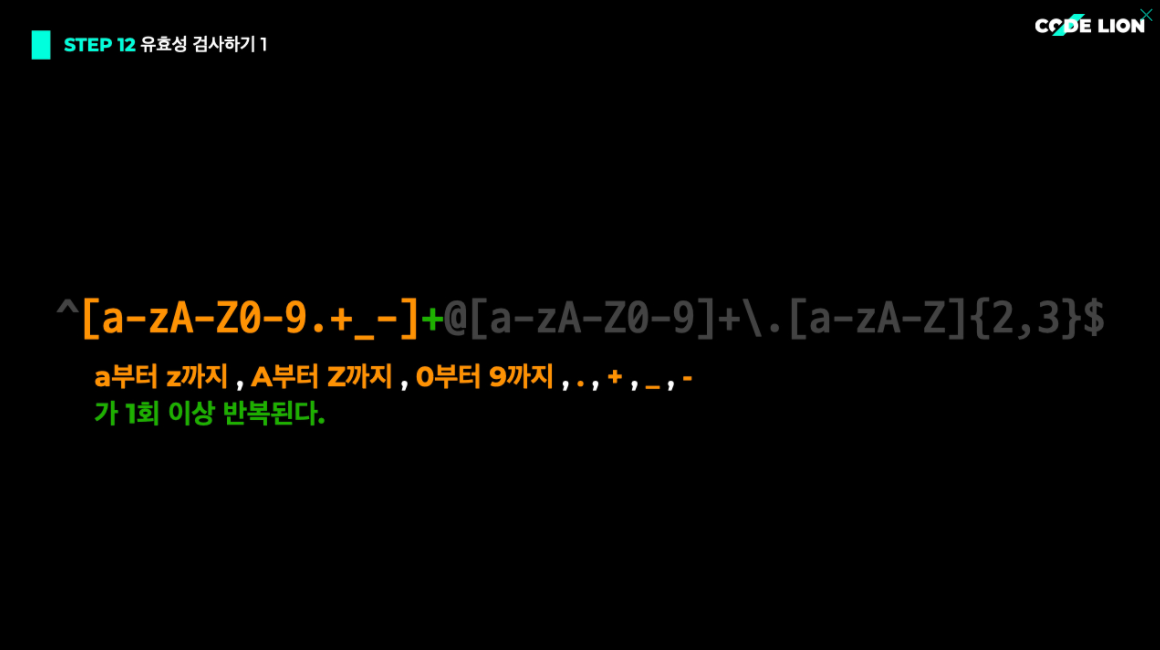 STEP 12 유효성 검사하기 1
CODE LION
^[a-zA-Z0-9.+_-]+@[a-zA-Z0-9]+\.[a-zA-Z]{2,3}$
a부터 z까지 , A부터 Z까지 , 0부터 9까지 , . , + , _ , -
가 1회 이상 반복된다.